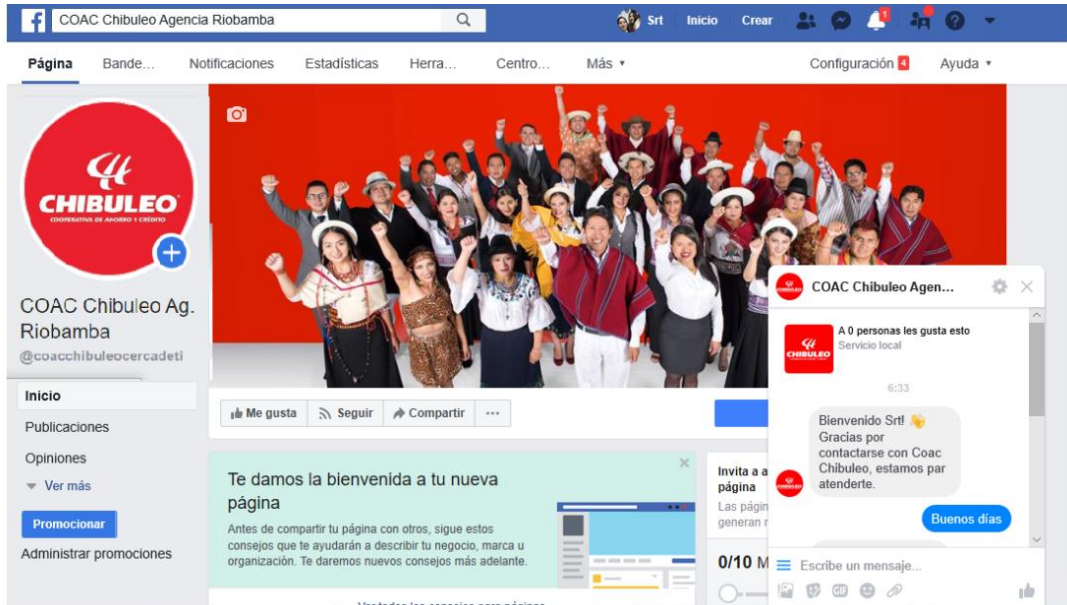 COAC Chibuleo Agencia Riobamba
Srt Inicio Crear
1
Página Bande... Notificaciones Estadísticas Herra... Centro... Más Configuración 4 Ayuda
CHIBULEO
COOPERATIVA DE AHORRO Y CRÉDITO
COAC Chibuleo Ag.
Riobamba
@coacchibuleocercadeti
Inicio
Publicaciones
Opiniones
Ver más
Promocionar
Administrar promociones
Me gusta Seguir Compartir ...
Te damos la bienvenida a tu nueva
página
Antes de compartir tu página con otros, sigue estos
consejos que te ayudarán a describir tu negocio, marca u
organización. Te daremos nuevos consejos más adelante.
Invita a a
página
Las págin
generan
0/10 M
CHIBULEO
COAC Chibuleo Agen...
CHIBULEO
A 0 personas les gusta esto
Servicio local
6:33
Bienvenido Srt! 👋
Gracias por
contactarse con Coac
Chibuleo, estamos par
atenderte.
Buenos días
Escribe un mensaje...
GIF